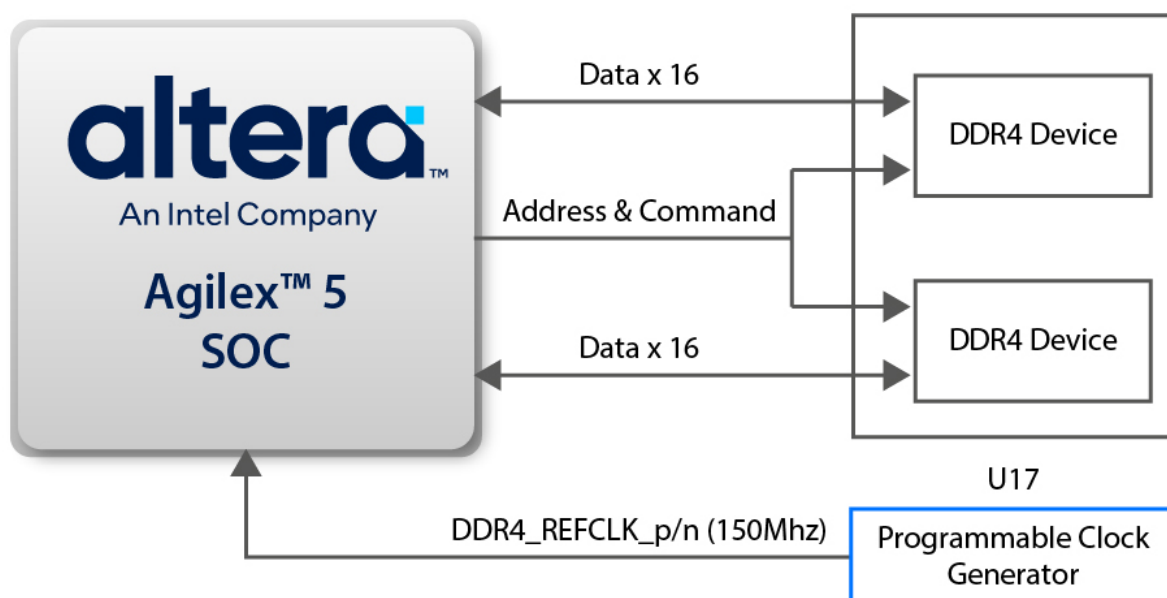 altera™
An Intel Company
Agilex™ 5
SOC
Data x 16
Address & Command
Data x 16
DDR4 Device
DDR4 Device
U17
DDR4_REFCLK_p/n (150Mhz)
Programmable Clock
Generator